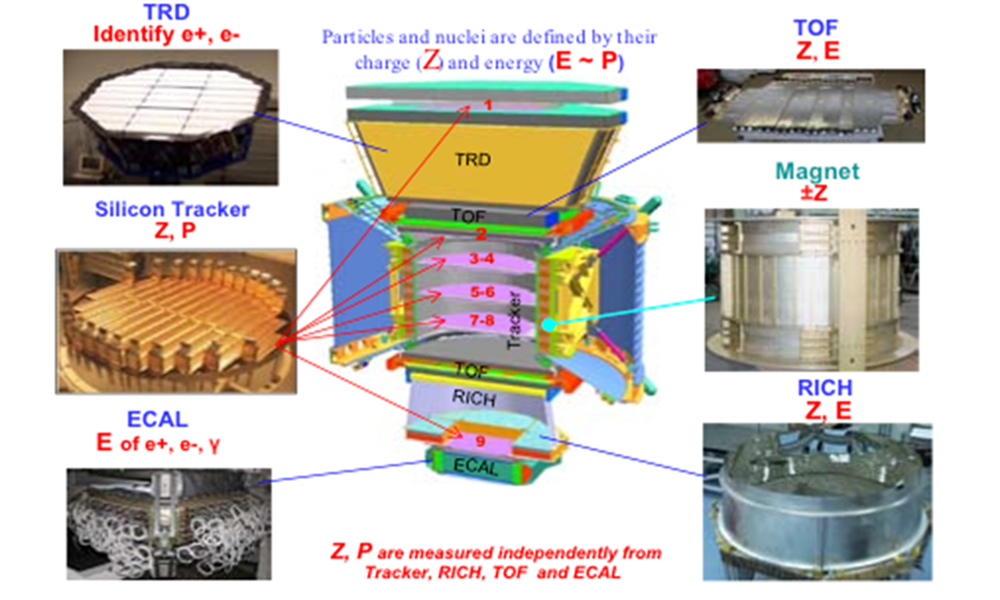 TRD
Identify e+, e-
Particles and nuclei are defined by their
charge (Z) and energy (E ~ P)
TOF
Z, E
1
TRD
Magnet
±Z
Silicon Tracker
Z, P
TOF
2
3-4
5-6
7-8
Tracker
TOF
RICH
RICH
Z, E
ECAL
E of e+, e-, γ
9
ECAL
Z, P are measured independently from
Tracker, RICH, TOF and ECAL